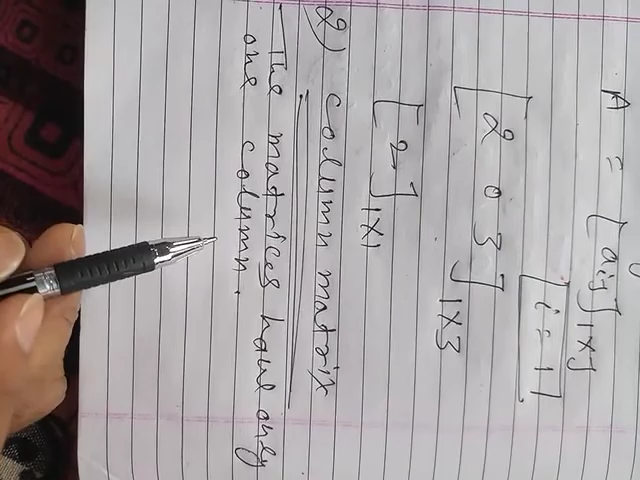 A = [aij]1×j
[i=1]
[2 0 3]1×3
[2]1×1
2) column matrix
- The matrices have only
one column.